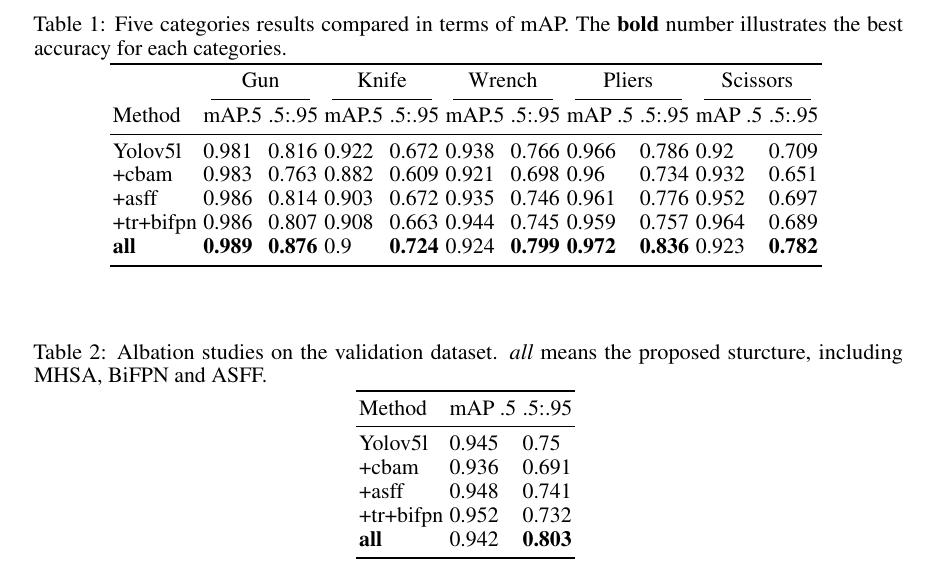 Table 1: Five categories results compared in terms of mAP. The bold number illustrates the best
accuracy for each categories.
Gun Knife Wrench Pliers Scissors
Method mAP.5 .5:.95 mAP.5 .5:.95 mAP.5 .5:.95 mAP .5 .5:.95 mAP .5 .5:.95
Yolov5l 0.981 0.816 0.922 0.672 0.938 0.766 0.966 0.786 0.92 0.709
+cbam 0.983 0.763 0.882 0.609 0.921 0.698 0.96 0.734 0.932 0.651
+asff 0.986 0.814 0.903 0.672 0.935 0.746 0.961 0.776 0.952 0.697
+tr+bifpn 0.986 0.807 0.908 0.663 0.944 0.745 0.959 0.757 0.964 0.689
all 0.989 0.876 0.9 0.724 0.924 0.799 0.972 0.836 0.923 0.782
Table 2: Albation studies on the validation dataset. all means the proposed sturcture, including
MHSA, BiFPN and ASFF.
Method mAP .5 .5:.95
Yolov5l 0.945 0.75
+cbam 0.936 0.691
+asff 0.948 0.741
+tr+bifpn 0.952 0.732
all 0.942 0.803